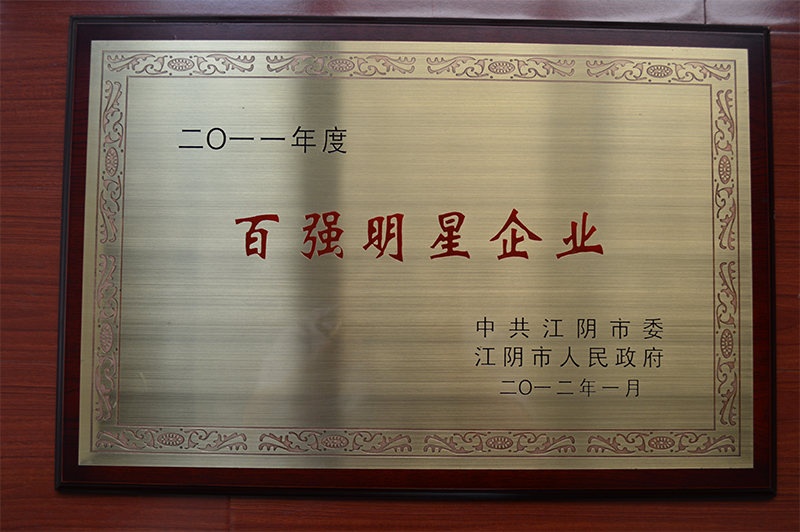 二〇一一年度
百强明星企业
中共江阴市委
江阴市人民政府
二〇一二年一月